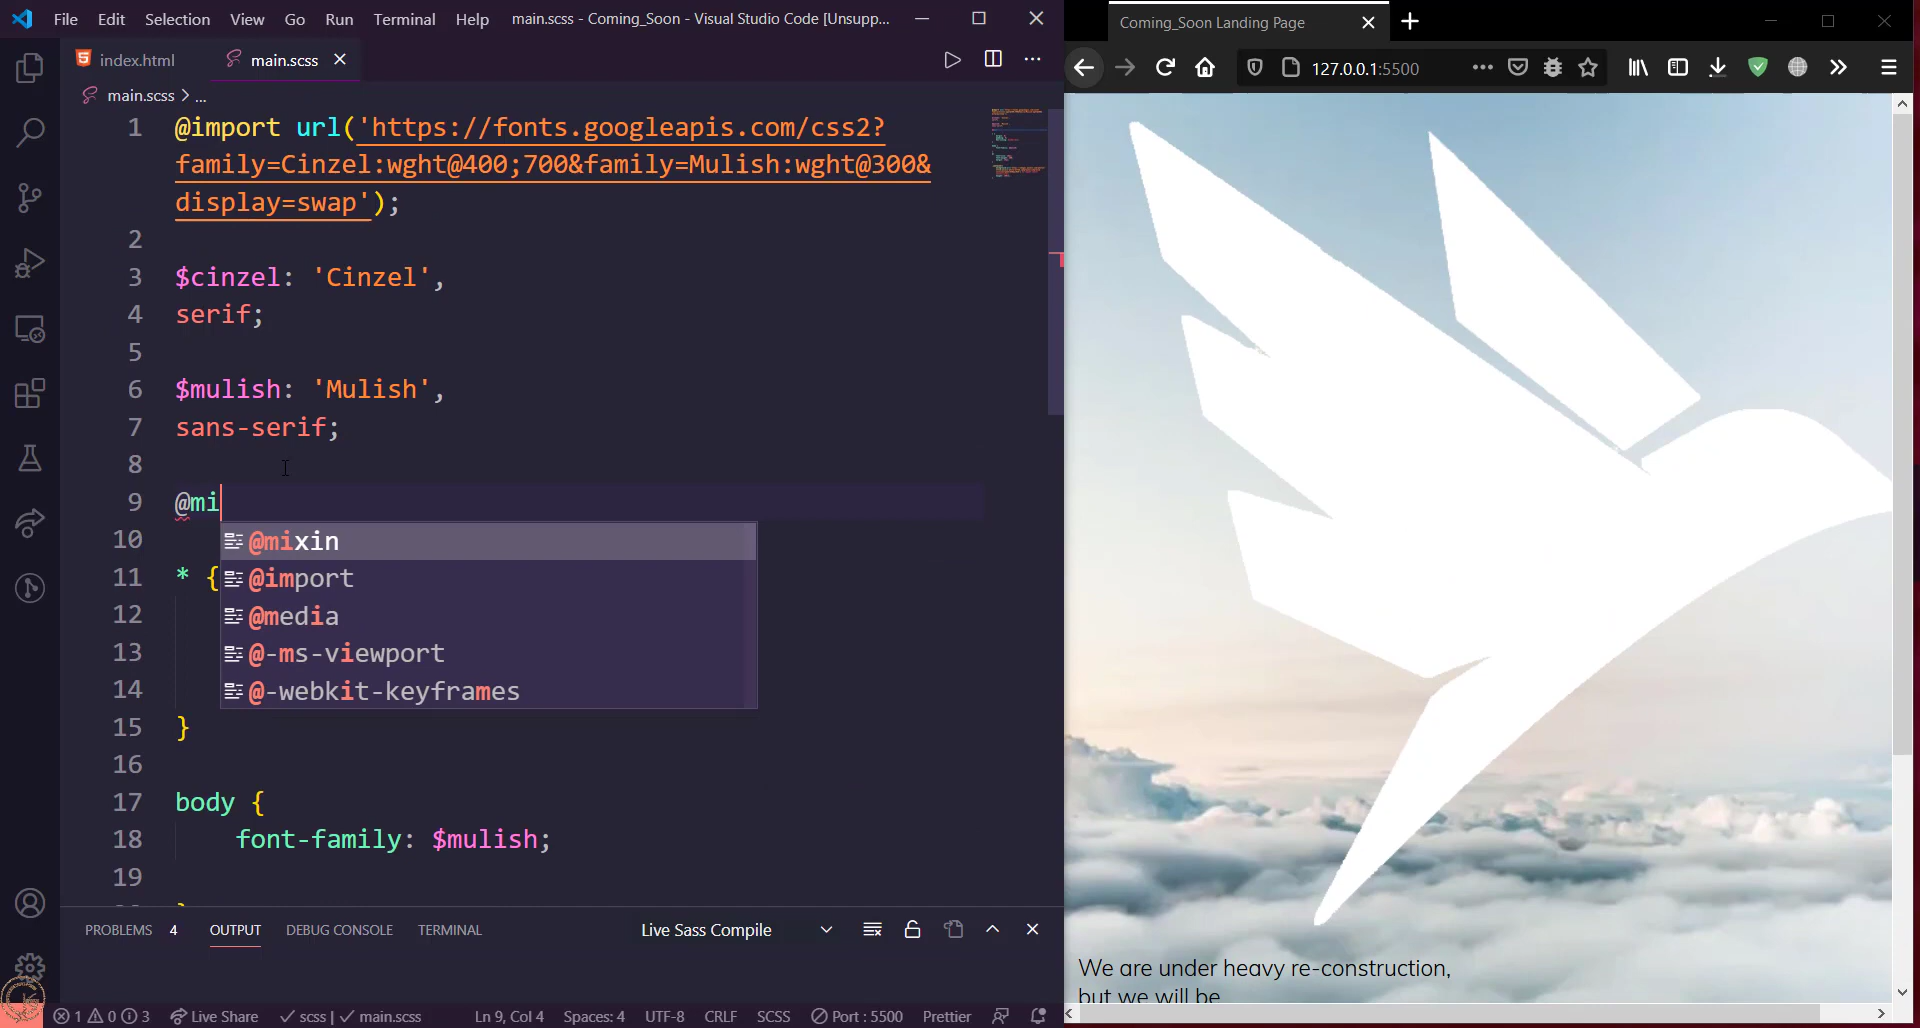 File Edit Selection View Go Run Terminal Help main.scss - Coming_Soon - Visual Studio Code [Unsupp...
index.html main.scss
main.scss > ...
1 @import url('https://fonts.googleapis.com/css2?
family=Cinzel:wght@400;700&family=Mulish:wght@300&
display=swap');
2
3 $cinzel: 'Cinzel',
4 serif;
5
6 $mulish: 'Mulish',
7 sans-serif;
8
9 @mi
10 @mixin
11 * { @import
12 @media
13 @-ms-viewport
14 @-webkit-keyframes
15 }
16
17 body {
18 font-family: $mulish;
19
PROBLEMS 4 OUTPUT DEBUG CONSOLE TERMINAL Live Sass Compile
1 0 3 Live Share scss | main.scss Ln 9, Col 4 Spaces: 4 UTF-8 CRLF SCSS Port : 5500 Prettier
Coming_Soon Landing Page
127.0.0.1:5500
We are under heavy re-construction,
but we will be